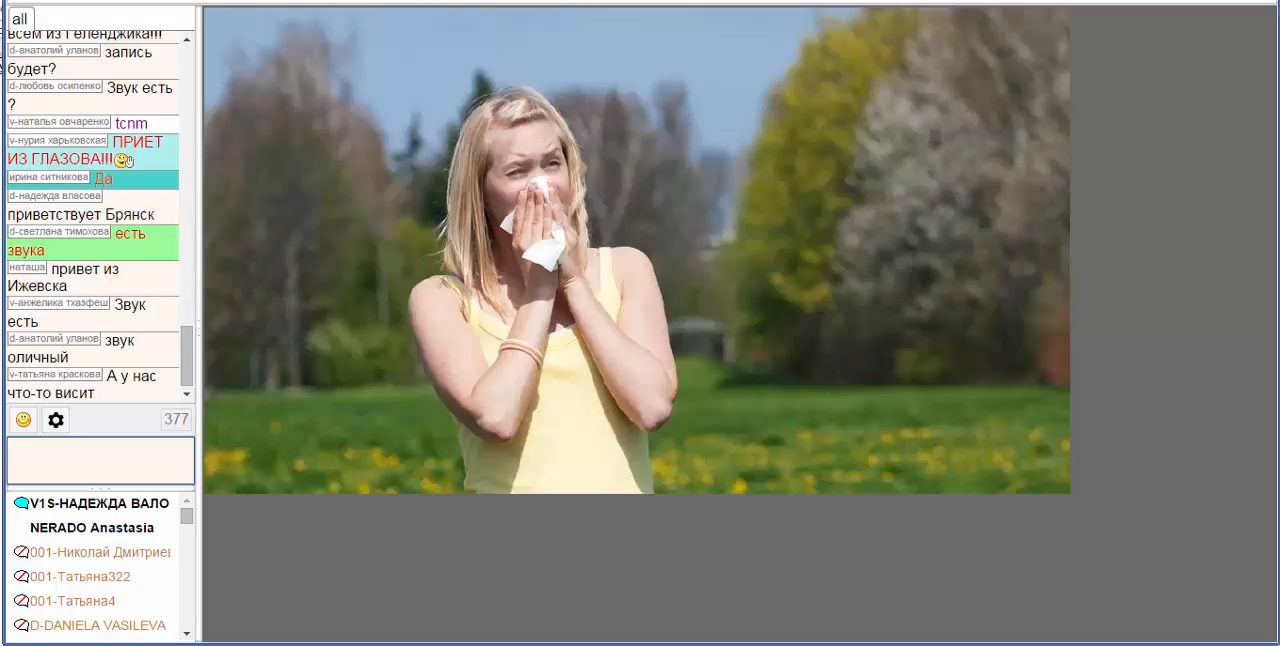 all
всем из Геленджика!!!
d-анатолий уланов запись
будет?
d-любовь осипенко Звук есть
?
v-наталья овчаренко tcnm
v-нурия харьковская ПРИЕТ
ИЗ ГЛАЗОВА!!!
ирина ситникова Да
d-надежда власова
приветствует Брянск
d-светлана тимохова есть
звука
наташа привет из
Ижевска
v-анжелика тхазфеш Звук
есть
d-анатолий уланов звук
оличный
v-татьяна краскова А у нас
что-то висит
377
V1S-НАДЕЖДА ВАЛО
NERADO Anastasia
001-Николай Дмитриев
001-Татьяна322
001-Татьяна4
D-DANIELA VASILEVA